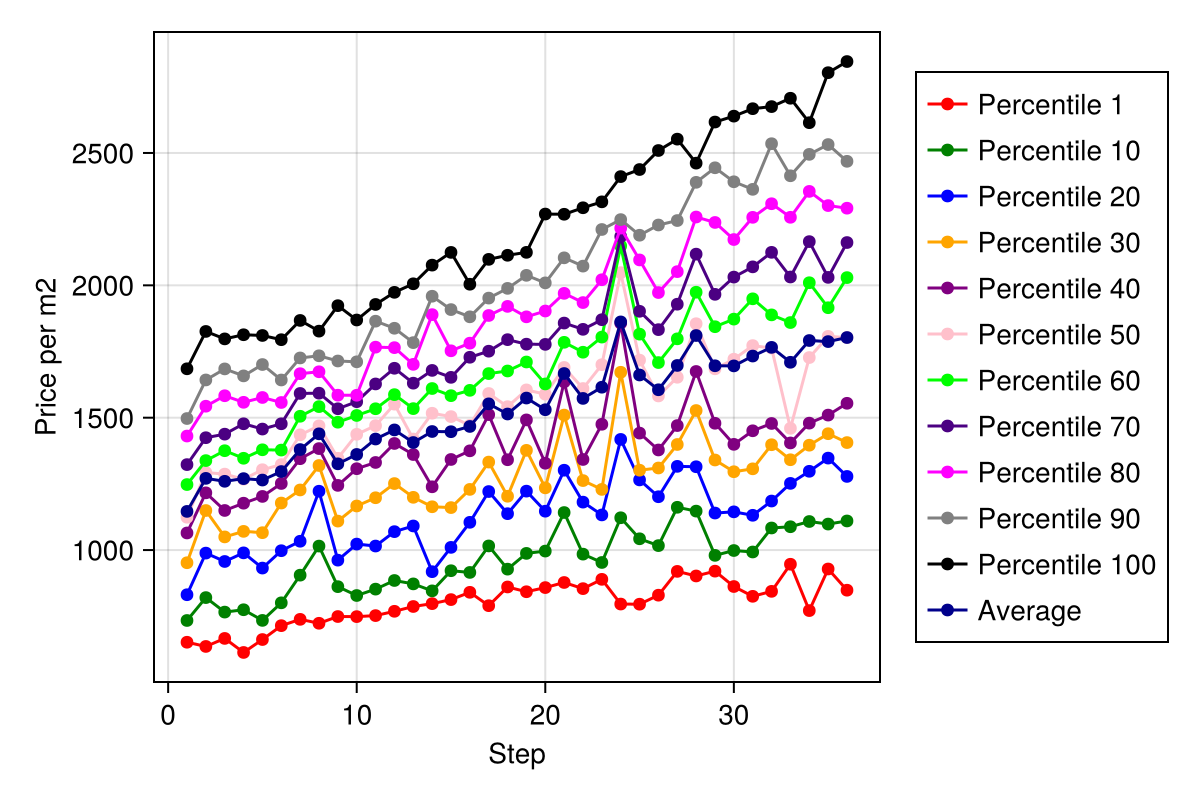 2500
2000
1500
1000
Price per m2
0 10 20 30
Step
Percentile 1
Percentile 10
Percentile 20
Percentile 30
Percentile 40
Percentile 50
Percentile 60
Percentile 70
Percentile 80
Percentile 90
Percentile 100
Average